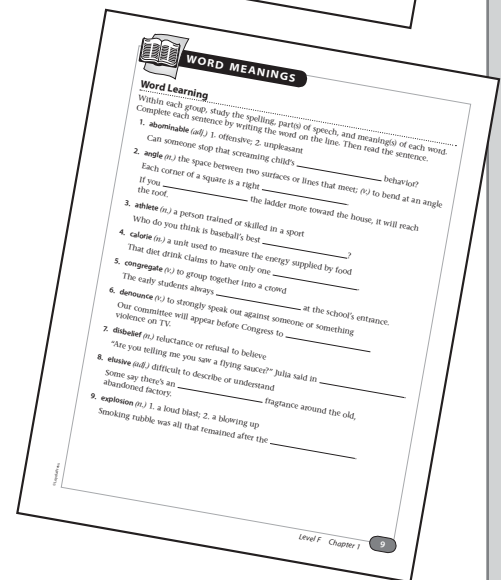 WORD MEANINGS
Word Learning
Within each group, study the spelling, part(s) of speech, and meaning(s) of each word.
Complete each sentence by writing the word on the line. Then read the sentence.
1. abominable (adj.) 1. offensive; 2. unpleasant
Can someone stop that screaming child's ____________ behavior?
2. angle (n.) the space between two surfaces or lines that meet; (v.) to bend at an angle
Each corner of a square is a right ____________.
If you ____________ the ladder more toward the house, it will reach
the roof.
3. athlete (n.) a person trained or skilled in a sport
Who do you think is baseball's best ____________?
4. calorie (n.) a unit used to measure the energy supplied by food
That diet drink claims to have only one ____________.
5. congregate (v.) to group together into a crowd
The early students always ____________ at the school's entrance.
6. denounce (v.) to strongly speak out against someone or something
Our committee will appear before Congress to ____________
violence on TV.
7. disbelief (n.) reluctance or refusal to believe
"Are you telling me you saw a flying saucer?" Julia said in ____________.
8. elusive (adj.) difficult to describe or understand
Some say there's an ____________ fragrance around the old,
abandoned factory.
9. explosion (n.) 1. a loud blast; 2. a blowing up
Smoking rubble was all that remained after the ____________.
Level F Chapter 1 9